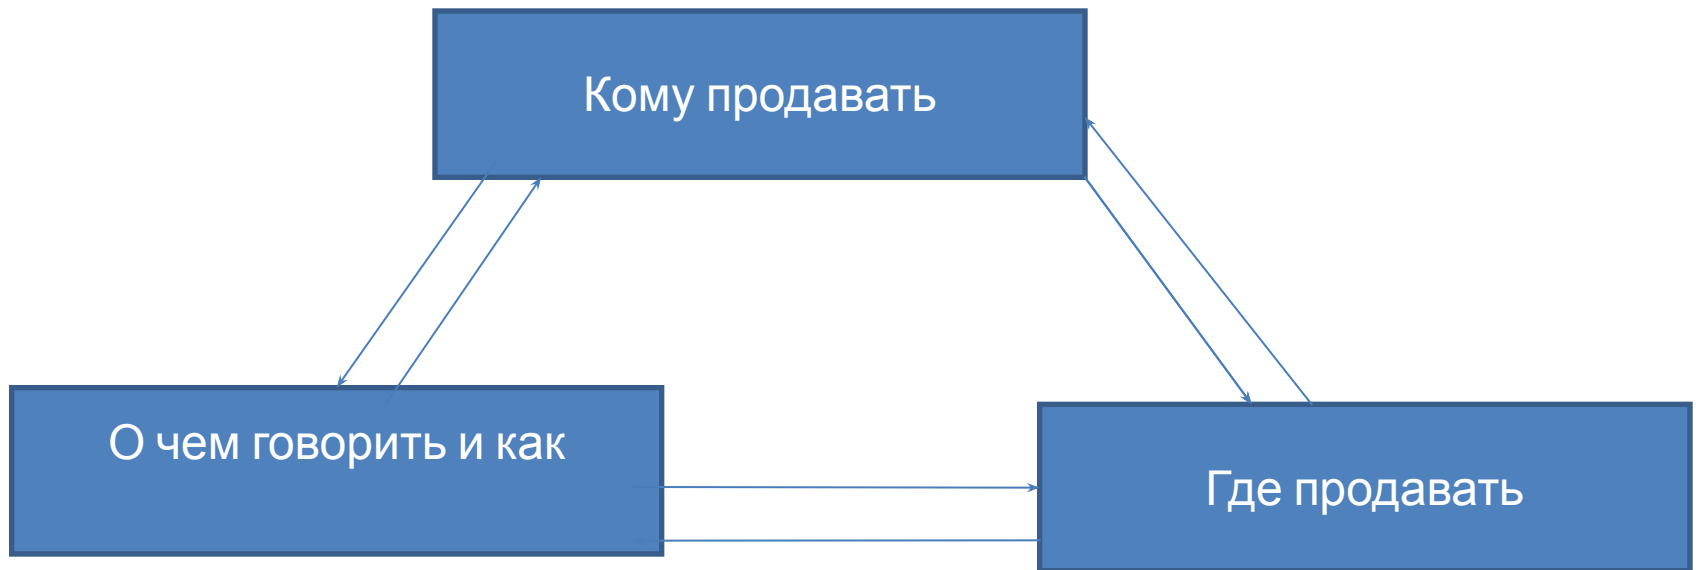 Кому продавать
О чем говорить и как
Где продавать